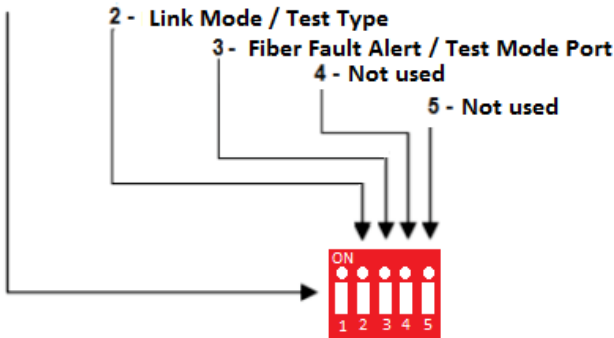 2 - Link Mode / Test Type
3 - Fiber Fault Alert / Test Mode Port
4 - Not used
5 - Not used
ON
1 2 3 4 5